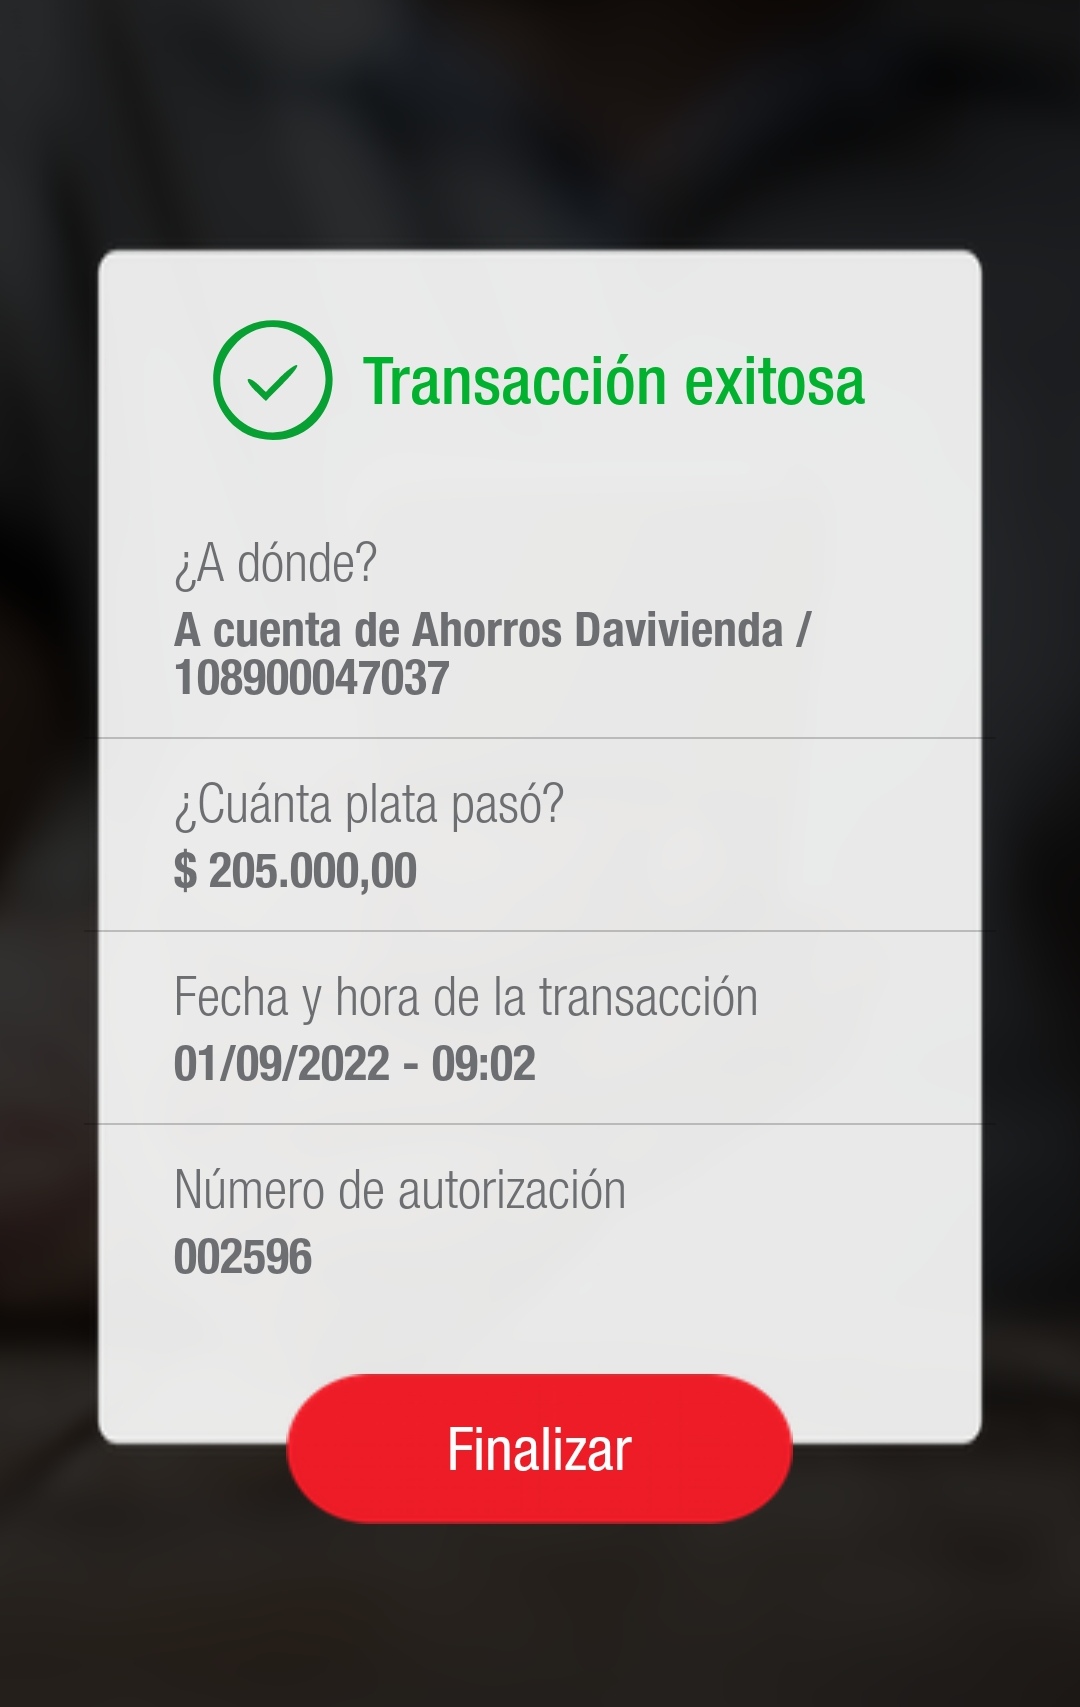 Transacción exitosa
¿A dónde?
A cuenta de Ahorros Davivienda /
108900047037
¿Cuánta plata pasó?
$ 205.000,00
Fecha y hora de la transacción
01/09/2022 - 09:02
Número de autorización
002596
Finalizar